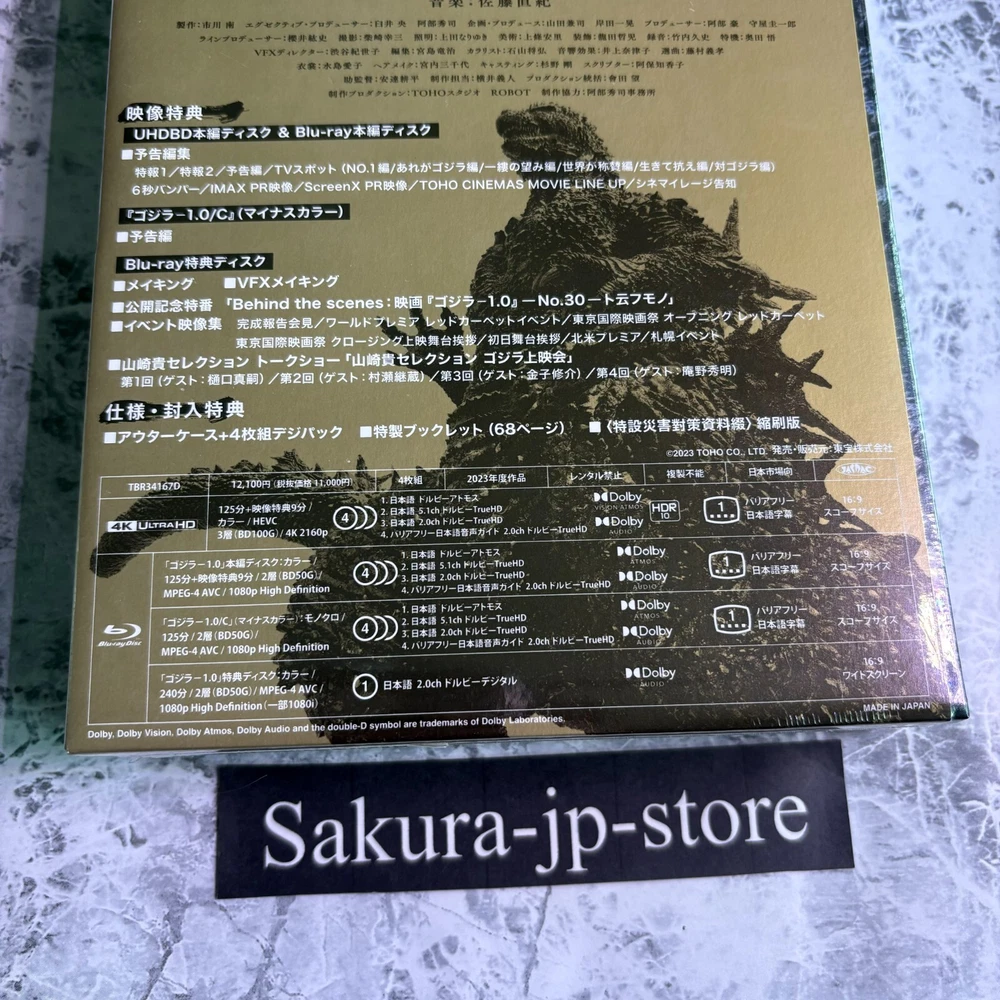 音楽：佐藤直紀
製作：市川 南 エグゼクティブ・プロデューサー：臼井 央 阿部秀司 企画・プロデュース：山田兼司 岸田一晃 プロデューサー：阿部 豪 守屋圭一郎
ラインプロデューサー：櫻井紘史 撮影：柴崎幸三 照明：上田なりゆき 美術：上條安里 装飾：龍田哲児 録音：竹内久史 特機：奥田 悟
VFXディレクター：渋谷紀世子 編集：宮島竜治 カラリスト：石山将弘 音響効果：井上奈津子 選曲：藤村義孝
衣裳：水島愛子 ヘアメイク：宮内三千代 キャスティング：杉野 剛 スクリプター：阿保知香子
助監督：安達耕平 制作担当：横井義人 プロダクション統括：會田 望
制作プロダクション：TOHOスタジオ ROBOT 制作協力：阿部秀司事務所
映像特典
UHDBD本編ディスク & Blu-ray本編ディスク
■予告編集
特報1／特報2／予告編／TVスポット（NO.1編/あれがゴジラ編/一縷の望み編/世界が称賛編/生きて抗え編/対ゴジラ編）
6秒バンパー／IMAX PR映像／ScreenX PR映像／TOHO CINEMAS MOVIE LINE UP／シネマイレージ告知
『ゴジラ−1.0/C』（マイナスカラー）
■予告編
Blu-ray特典ディスク
■メイキング ■VFXメイキング
■公開記念特番 「Behind the scenes：映画『ゴジラ−1.0』 ―No.30―ト云フモノ」
■イベント映像集 完成報告会見／ワールドプレミア レッドカーペットイベント／東京国際映画祭 オープニング レッドカーペット
東京国際映画祭 クロージング上映舞台挨拶／初日舞台挨拶／北米プレミア／札幌イベント
■山崎貴セレクション トークショー「山崎貴セレクション ゴジラ上映会」
第1回（ゲスト：樋口真嗣）／第2回（ゲスト：村瀬継蔵）／第3回（ゲスト：金子修介）／第4回（ゲスト：庵野秀明）
仕様・封入特典
■アウターケース+4枚組デジパック ■特製ブックレット（68ページ） ■〈特設災害對策資料綴〉縮刷版
©2023 TOHO CO., LTD. 発売・販売元：東宝株式会社
TBR34167D 12,100円（税抜価格 11,000円） 4枚組 2023年度作品 レンタル禁止 複製不能 日本市場向 JASRAC
4K ULTRA HD
125分+映像特典9分 /
カラー / HEVC
3層（BD100G）/ 4K 2160p
4
1. 日本語 ドルビーアトモス
2. 日本語 5.1ch ドルビーTrueHD
3. 日本語 2.0ch ドルビーTrueHD
4. バリアフリー日本語音声ガイド 2.0ch ドルビーTrueHD
Dolby
VISION·ATMOS
Dolby
AUDIO
HDR
10
1
バリアフリー
日本語字幕
16:9
スコープサイズ
Blu-ray Disc
「ゴジラ−1.0」本編ディスク：カラー /
125分+映像特典9分 / 2層（BD50G）/
MPEG-4 AVC / 1080p High Definition
4
1. 日本語 ドルビーアトモス
2. 日本語 5.1ch ドルビーTrueHD
3. 日本語 2.0ch ドルビーTrueHD
4. バリアフリー日本語音声ガイド 2.0ch ドルビーTrueHD
Dolby
ATMOS
Dolby
AUDIO
1
バリアフリー
日本語字幕
16:9
スコープサイズ
「ゴジラ−1.0/C」（マイナスカラー）：モノクロ /
125分 / 2層（BD50G）/
MPEG-4 AVC / 1080p High Definition
4
1. 日本語 ドルビーアトモス
2. 日本語 5.1ch ドルビーTrueHD
3. 日本語 2.0ch ドルビーTrueHD
4. バリアフリー日本語音声ガイド 2.0ch ドルビーTrueHD
Dolby
ATMOS
Dolby
AUDIO
1
バリアフリー
日本語字幕
16:9
スコープサイズ
「ゴジラ−1.0」特典ディスク：カラー /
240分 / 2層（BD50G）/ MPEG-4 AVC /
1080p High Definition（一部1080i）
1
日本語 2.0ch ドルビーデジタル
Dolby
AUDIO
16:9
ワイドスクリーン
MADE IN JAPAN
Dolby, Dolby Vision, Dolby Atmos, Dolby Audio and the double-D symbol are trademarks of Dolby Laboratories.
Sakura-jp-store